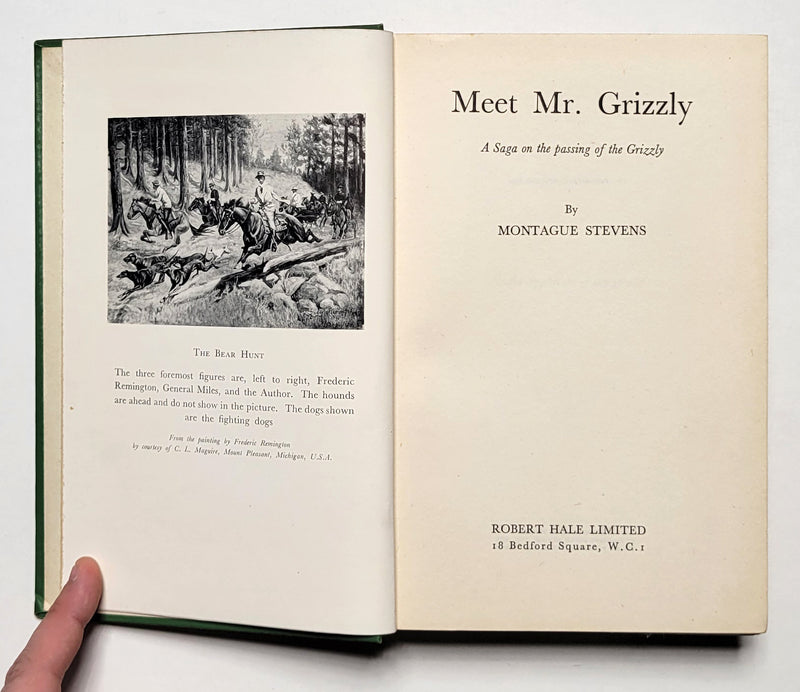 THE BEAR HUNT
The three foremost figures are, left to right, Frederic
Remington, General Miles, and the Author. The hounds
are ahead and do not show in the picture. The dogs shown
are the fighting dogs
From the painting by Frederic Remington
by courtesy of C. L. Maguire, Mount Pleasant, Michigan, U.S.A.
Meet Mr. Grizzly
A Saga on the passing of the Grizzly
By
MONTAGUE STEVENS
ROBERT HALE LIMITED
18 Bedford Square, W.C.1